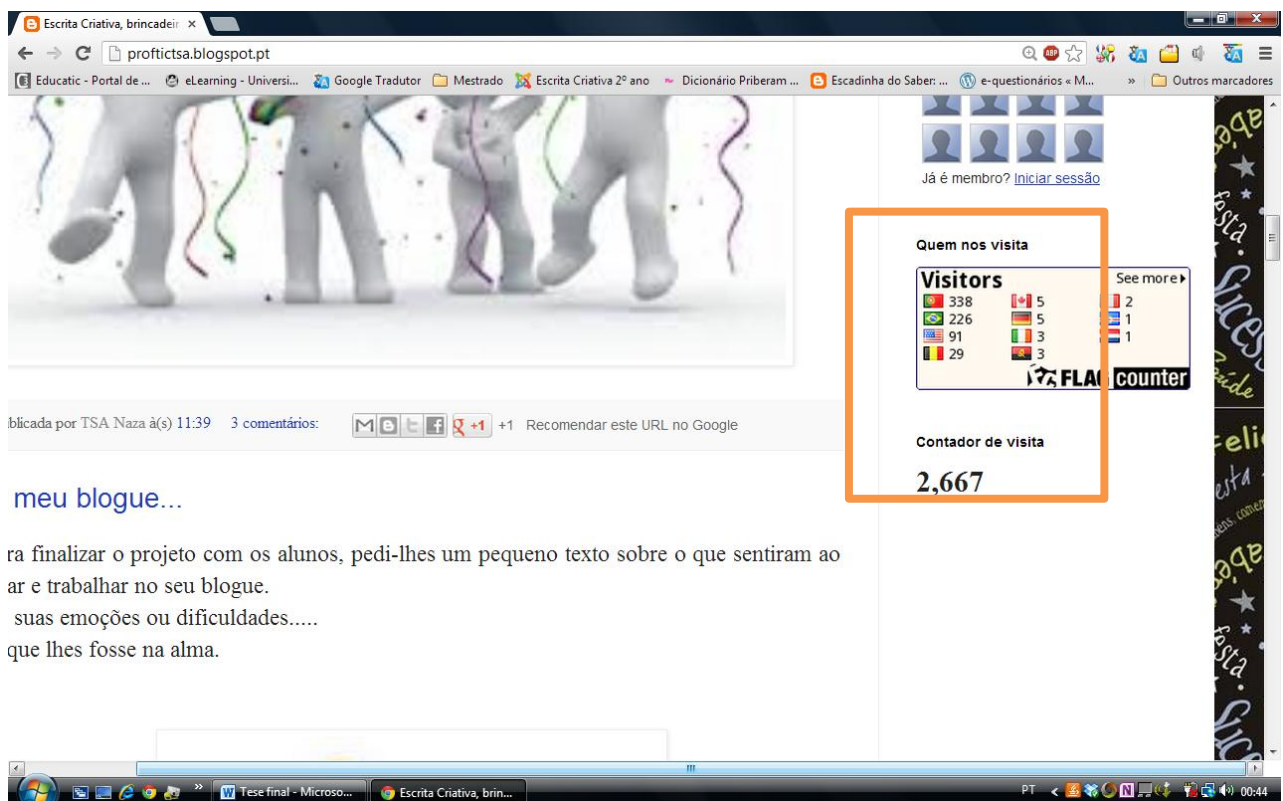 Escrita Criativa, brincadeir
proftictsa.blogspot.pt
Educatic - Portal de ... eLearning - Universi... Google Tradutor Mestrado Escrita Criativa 2º ano Dicionário Priberam ... Escadinha do Saber: ... e-questionários « M... » Outros marcadores
Já é membro? Iniciar sessão
Quem nos visita
Visitors See more
338 5 2
226 5 1
91 3 1
29 3
FLAG counter
blicada por TSA Naza à(s) 11:39 3 comentários: +1 +1 Recomendar este URL no Google
Contador de visita
2,667
meu blogue...
ra finalizar o projeto com os alunos, pedi-lhes um pequeno texto sobre o que sentiram ao
ar e trabalhar no seu blogue.
suas emoções ou dificuldades.....
que lhes fosse na alma.
Tese final - Microso... Escrita Criativa, brin... PT 00:44